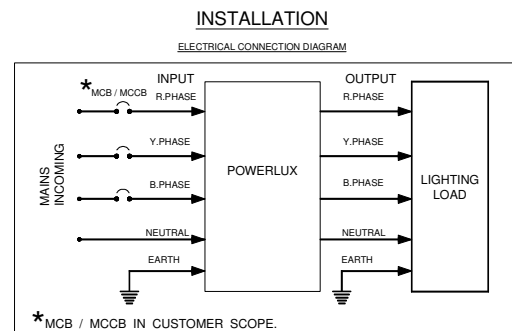 INSTALLATION
ELECTRICAL CONNECTION DIAGRAM
INPUT
OUTPUT
*MCB / MCCB
R.PHASE
R.PHASE
Y.PHASE
Y.PHASE
MAINS
INCOMING
POWERLUX
LIGHTING
LOAD
B.PHASE
B.PHASE
NEUTRAL
NEUTRAL
EARTH
EARTH
*MCB / MCCB IN CUSTOMER SCOPE.